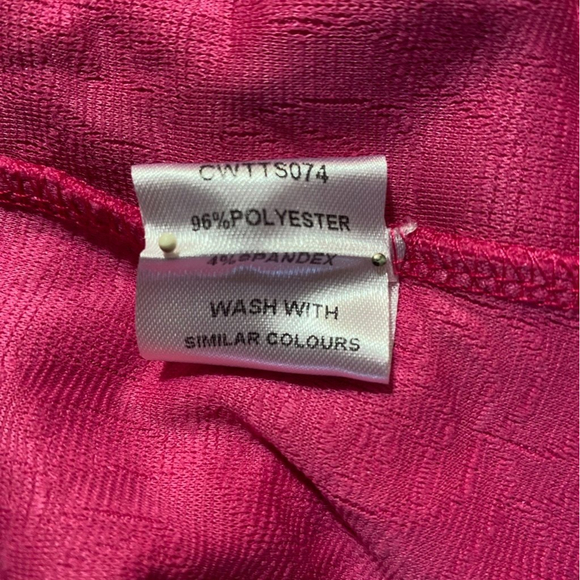 CWTTS074
96%POLYESTER
4%SPANDEX
WASH WITH
SIMILAR COLOURS